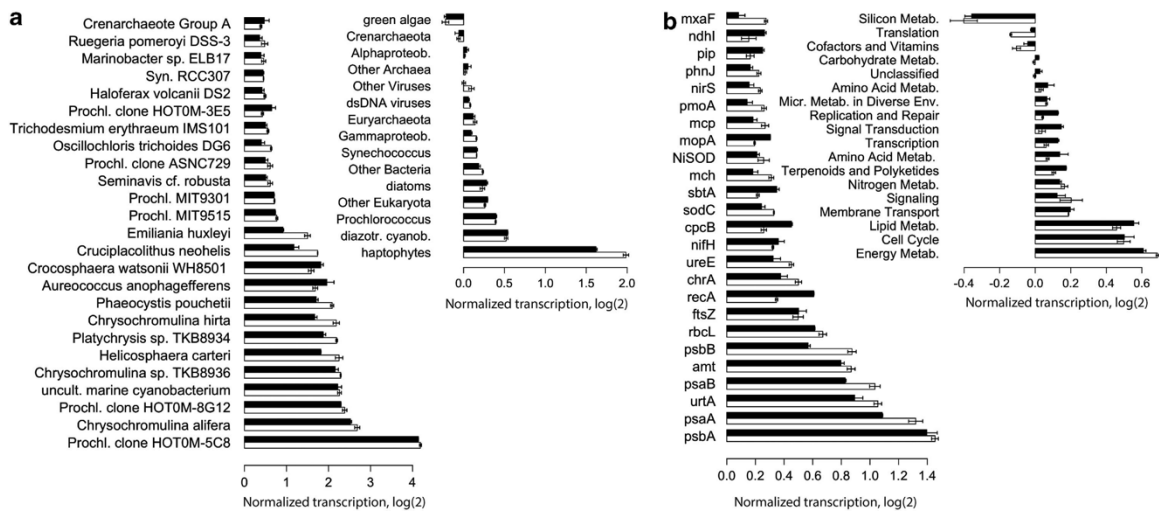 a
Crenarchaeote Group A
Ruegeria pomeroyi DSS-3
Marinobacter sp. ELB17
Syn. RCC307
Haloferax volcanii DS2
Prochl. clone HOT0M-3E5
Trichodesmium erythraeum IMS101
Oscillochloris trichoides DG6
Prochl. clone ASNC729
Seminavis cf. robusta
Prochl. MIT9301
Prochl. MIT9515
Emiliania huxleyi
Cruciplacolithus neohelis
Crocosphaera watsonii WH8501
Aureococcus anophagefferens
Phaeocystis pouchetii
Chrysochromulina hirta
Platychrysis sp. TKB8934
Helicosphaera carteri
Chrysochromulina sp. TKB8936
uncult. marine cyanobacterium
Prochl. clone HOT0M-8G12
Chrysochromulina alifera
Prochl. clone HOT0M-5C8
0 1 2 3 4
Normalized transcription, log(2)
green algae
Crenarchaeota
Alphaproteob.
Other Archaea
Other Viruses
dsDNA viruses
Euryarchaeota
Gammaproteob.
Synechococcus
Other Bacteria
diatoms
Other Eukaryota
Prochlorococcus
diazotr. cyanob.
haptophytes
0.0 0.5 1.0 1.5 2.0
Normalized transcription, log(2)
b
mxaF
ndhI
pip
phnJ
nirS
pmoA
mcp
mopA
NiSOD
mch
sbtA
sodC
cpcB
nifH
ureE
chrA
recA
ftsZ
rbcL
psbB
amt
psaB
urtA
psaA
psbA
0.0 0.2 0.4 0.6 0.8 1.0 1.2 1.4
Normalized transcription, log(2)
Silicon Metab.
Translation
Cofactors and Vitamins
Carbohydrate Metab.
Unclassified
Amino Acid Metab.
Micr. Metab. in Diverse Env.
Replication and Repair
Signal Transduction
Transcription
Amino Acid Metab.
Terpenoids and Polyketides
Nitrogen Metab.
Signaling
Membrane Transport
Lipid Metab.
Cell Cycle
Energy Metab.
-0.4 -0.2 0.0 0.2 0.4 0.6
Normalized transcription, log(2)